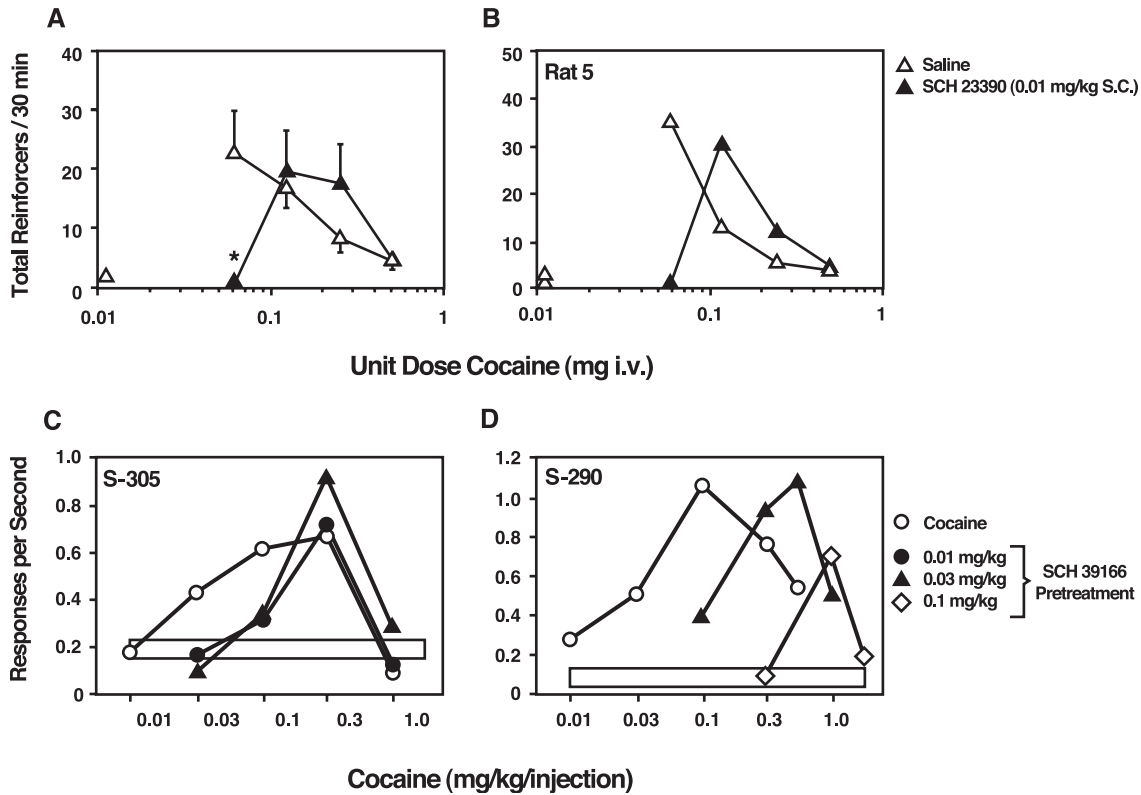 A
B
40
30
20
10
0
0.01
0.1
1
Total Reinforcers / 30 min
*
50
40
30
20
10
0
0.01
0.1
1
Rat 5
Saline
SCH 23390 (0.01 mg/kg S.C.)
Unit Dose Cocaine (mg i.v.)
C
D
Responses per Second
S-305
1.0
0.8
0.6
0.4
0.2
0
0.01
0.03
0.1
0.3
1.0
S-290
1.2
1.0
0.8
0.6
0.4
0.2
0
0.01
0.03
0.1
0.3
1.0
Cocaine
0.01 mg/kg
0.03 mg/kg
0.1 mg/kg
SCH 39166
Pretreatment
Cocaine (mg/kg/injection)